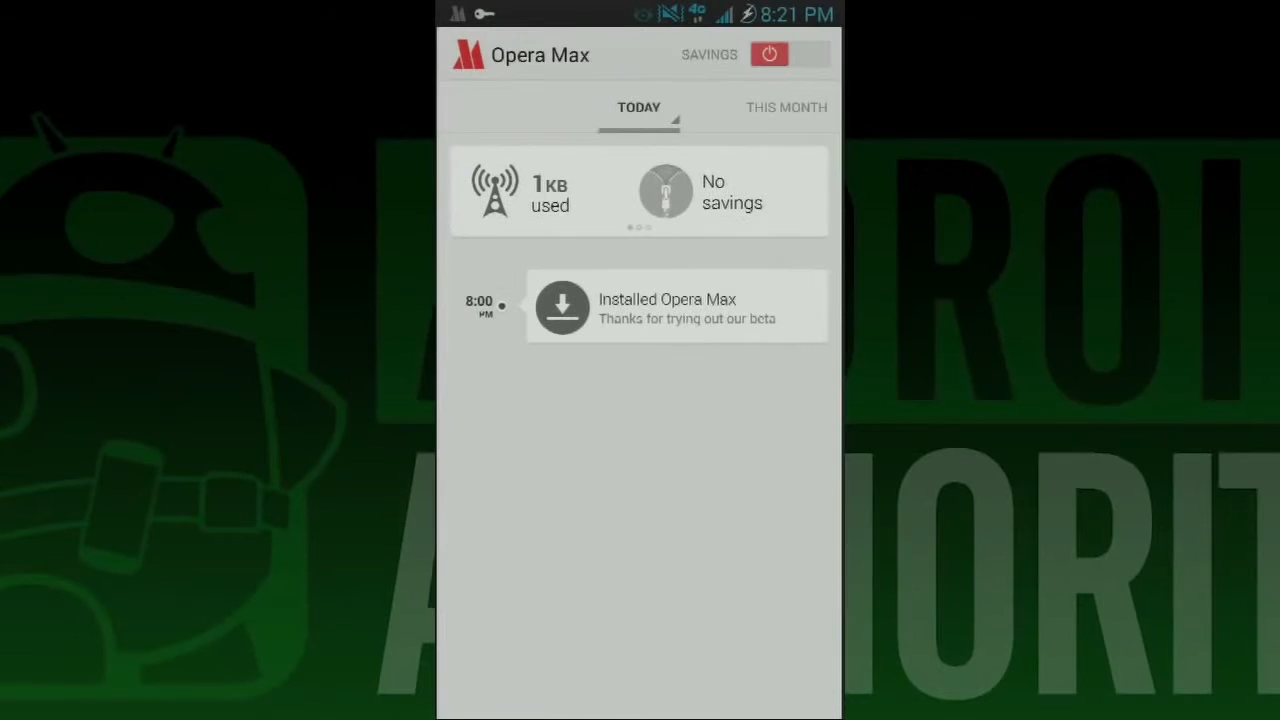 4G 8:21 PM
Opera Max SAVINGS
TODAY THIS MONTH
1KB
used
No
savings
8:00
PM
Installed Opera Max
Thanks for trying out our beta